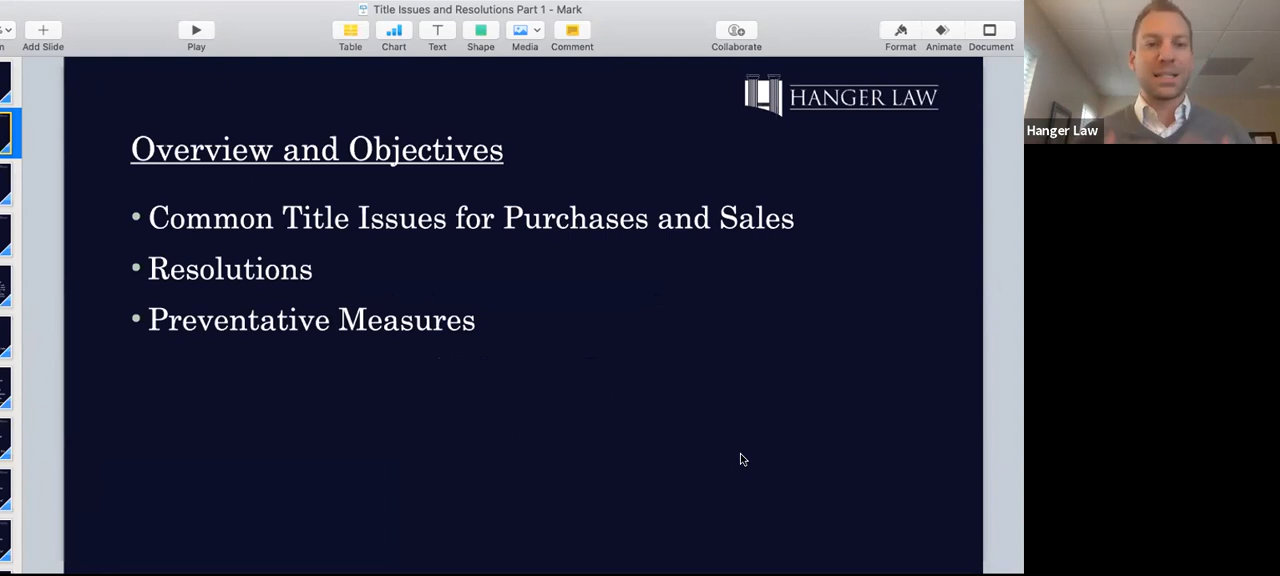 Title Issues and Resolutions Part 1 - Mark
Add Slide
Play
Table
Chart
Text
Shape
Media
Comment
Collaborate
Format
Animate
Document
HANGER LAW
Hanger Law
Overview and Objectives
• Common Title Issues for Purchases and Sales
• Resolutions
• Preventative Measures